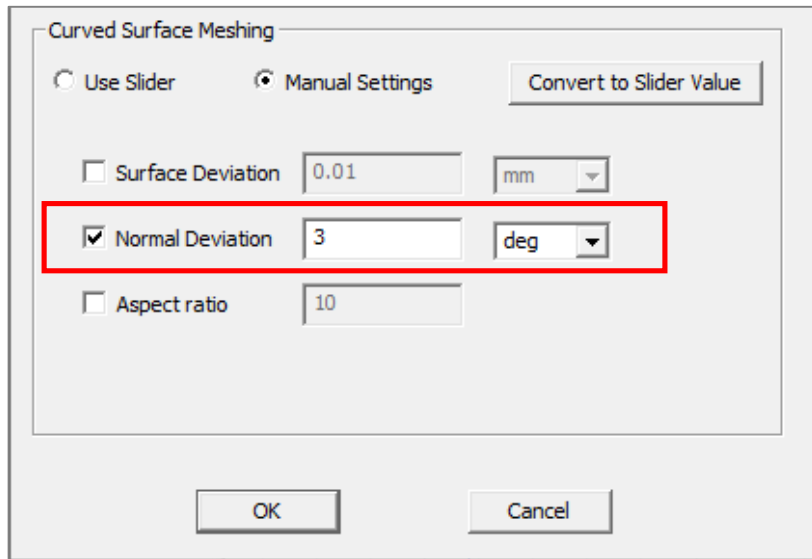 Curved Surface Meshing
Use Slider Manual Settings Convert to Slider Value
Surface Deviation 0.01 mm
Normal Deviation 3 deg
Aspect ratio 10
OK Cancel